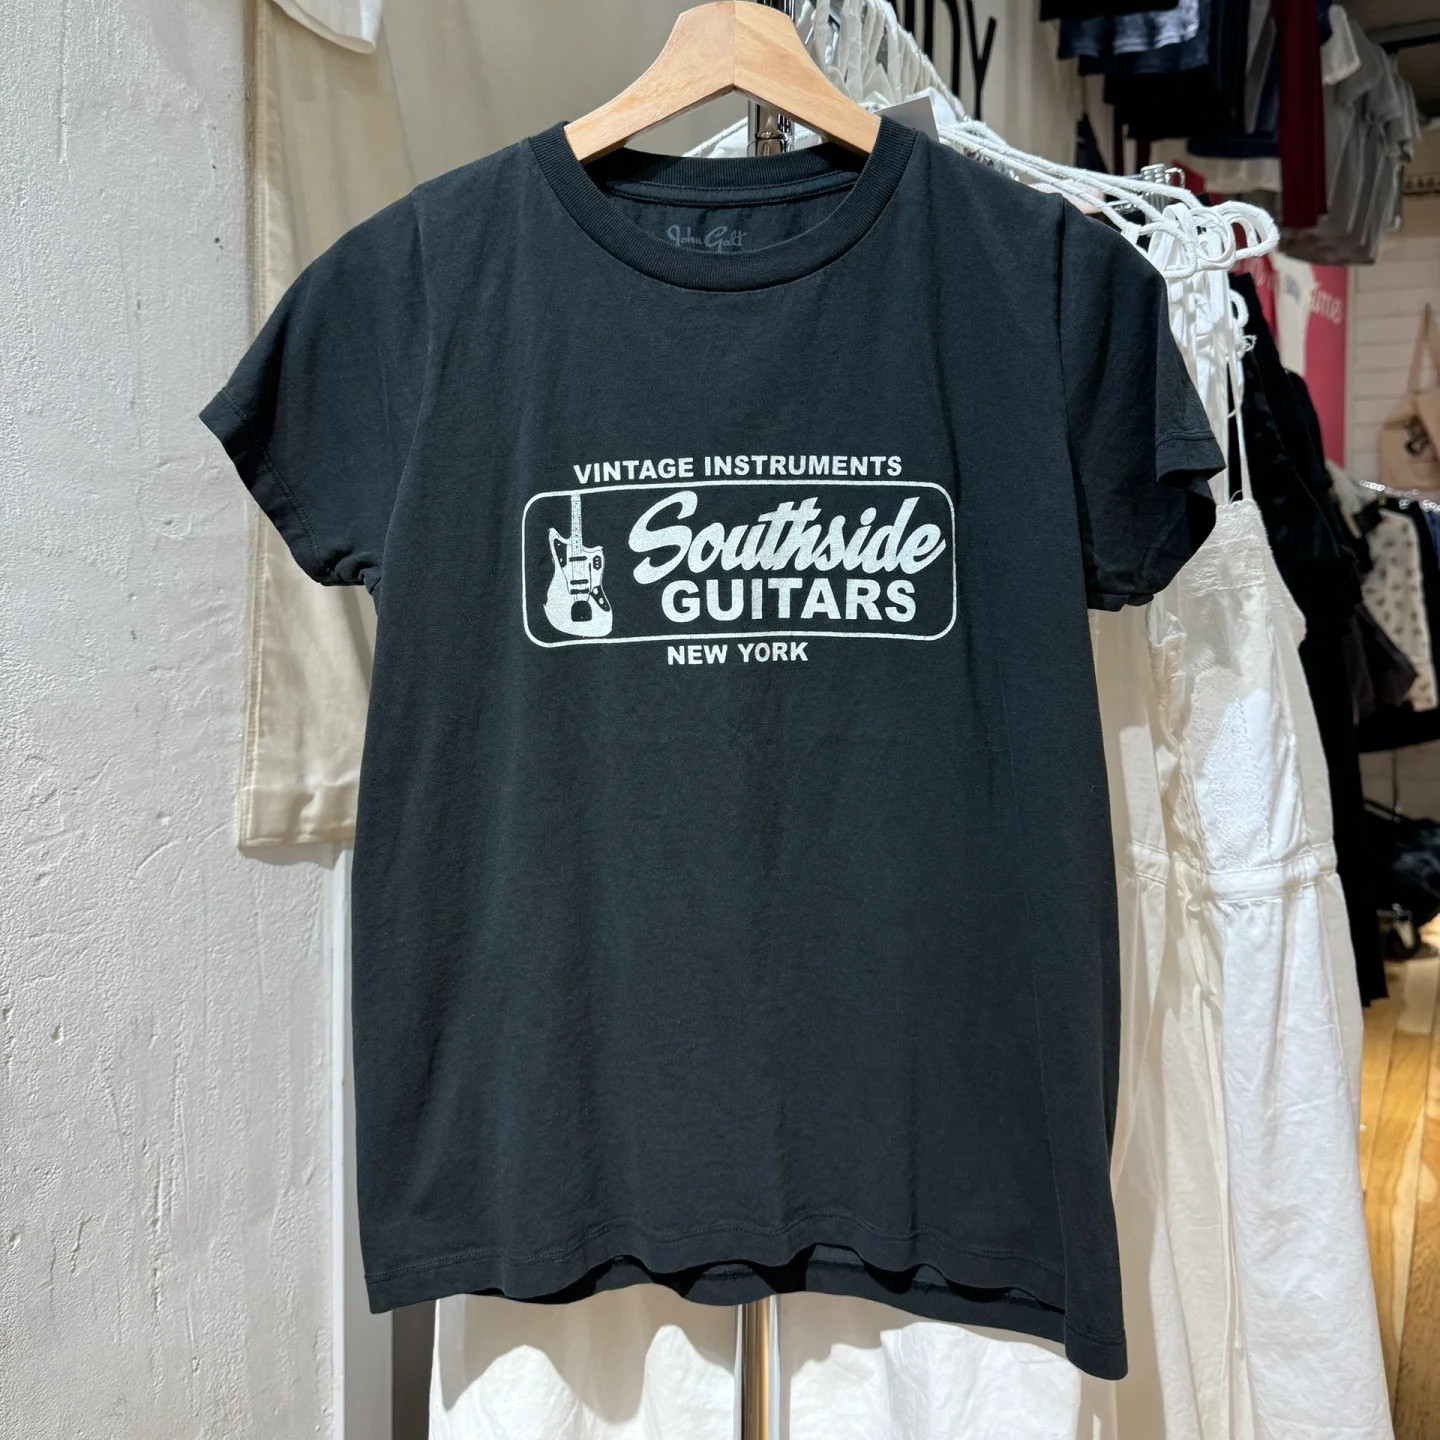 John Galt
VINTAGE INSTRUMENTS
Southside
GUITARS
NEW YORK